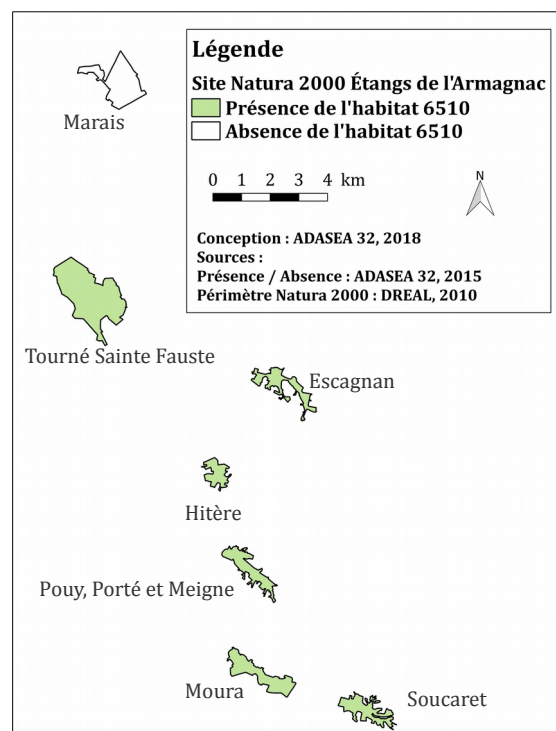 Légende
Site Natura 2000 Étangs de l'Armagnac
Présence de l'habitat 6510
Absence de l'habitat 6510
0 1 2 3 4 km
N
Conception : ADASEA 32, 2018
Sources :
Présence / Absence : ADASEA 32, 2015
Périmètre Natura 2000 : DREAL, 2010
Marais
Tourné Sainte Fauste
Escagnan
Hitère
Pouy, Porté et Meigne
Moura
Soucaret